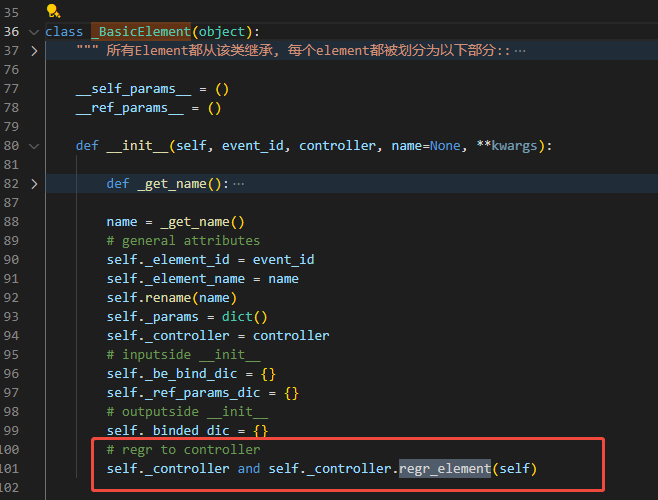 35
36 class _BasicElement(object):
37 """ 所有Element都从该类继承, 每个element都被划分为以下部分::…
76
77 __self_params__ = ()
78 __ref_params__ = ()
79
80 def __init__(self, event_id, controller, name=None, **kwargs):
81
82 def _get_name():…
87
88 name = _get_name()
89 # general attributes
90 self._element_id = event_id
91 self._element_name = name
92 self.rename(name)
93 self._params = dict()
94 self._controller = controller
95 # inputside __init__
96 self._be_bind_dic = {}
97 self._ref_params_dic = {}
98 # outputside __init__
99 self._binded_dic = {}
100 # regr to controller
101 self._controller and self._controller.regr_element(self)
102